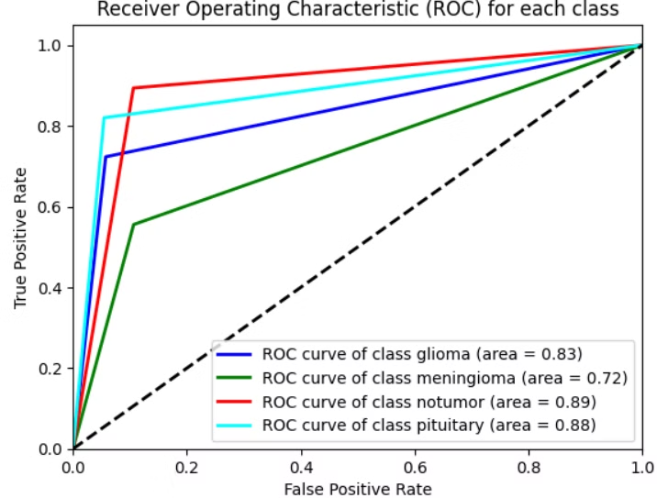 Receiver Operating Characteristic (ROC) for each class
1.0
0.8
0.6
0.4
0.2
0.0
True Positive Rate
ROC curve of class glioma (area = 0.83)
ROC curve of class meningioma (area = 0.72)
ROC curve of class notumor (area = 0.89)
ROC curve of class pituitary (area = 0.88)
0.0 0.2 0.4 0.6 0.8 1.0
False Positive Rate